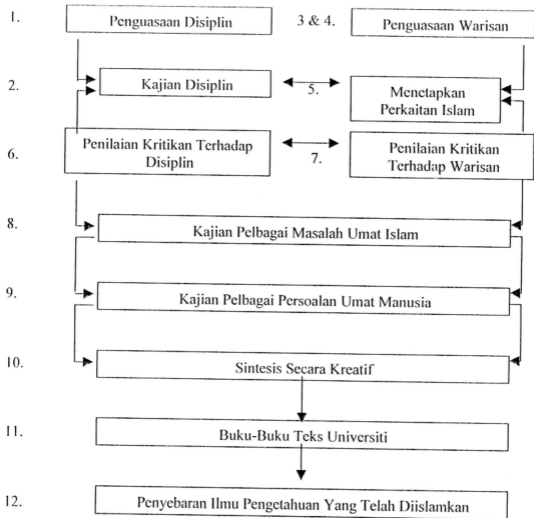 1. Penguasaan Disiplin 3 & 4. Penguasaan Warisan
2. Kajian Disiplin 5. Menetapkan
Perkaitan Islam
6. Penilaian Kritikan Terhadap
Disiplin
7. Penilaian Kritikan
Terhadap Warisan
8. Kajian Pelbagai Masalah Umat Islam
9. Kajian Pelbagai Persoalan Umat Manusia
10. Sintesis Secara Kreatif
11. Buku-Buku Teks Universiti
12. Penyebaran Ilmu Pengetahuan Yang Telah Diislamkan